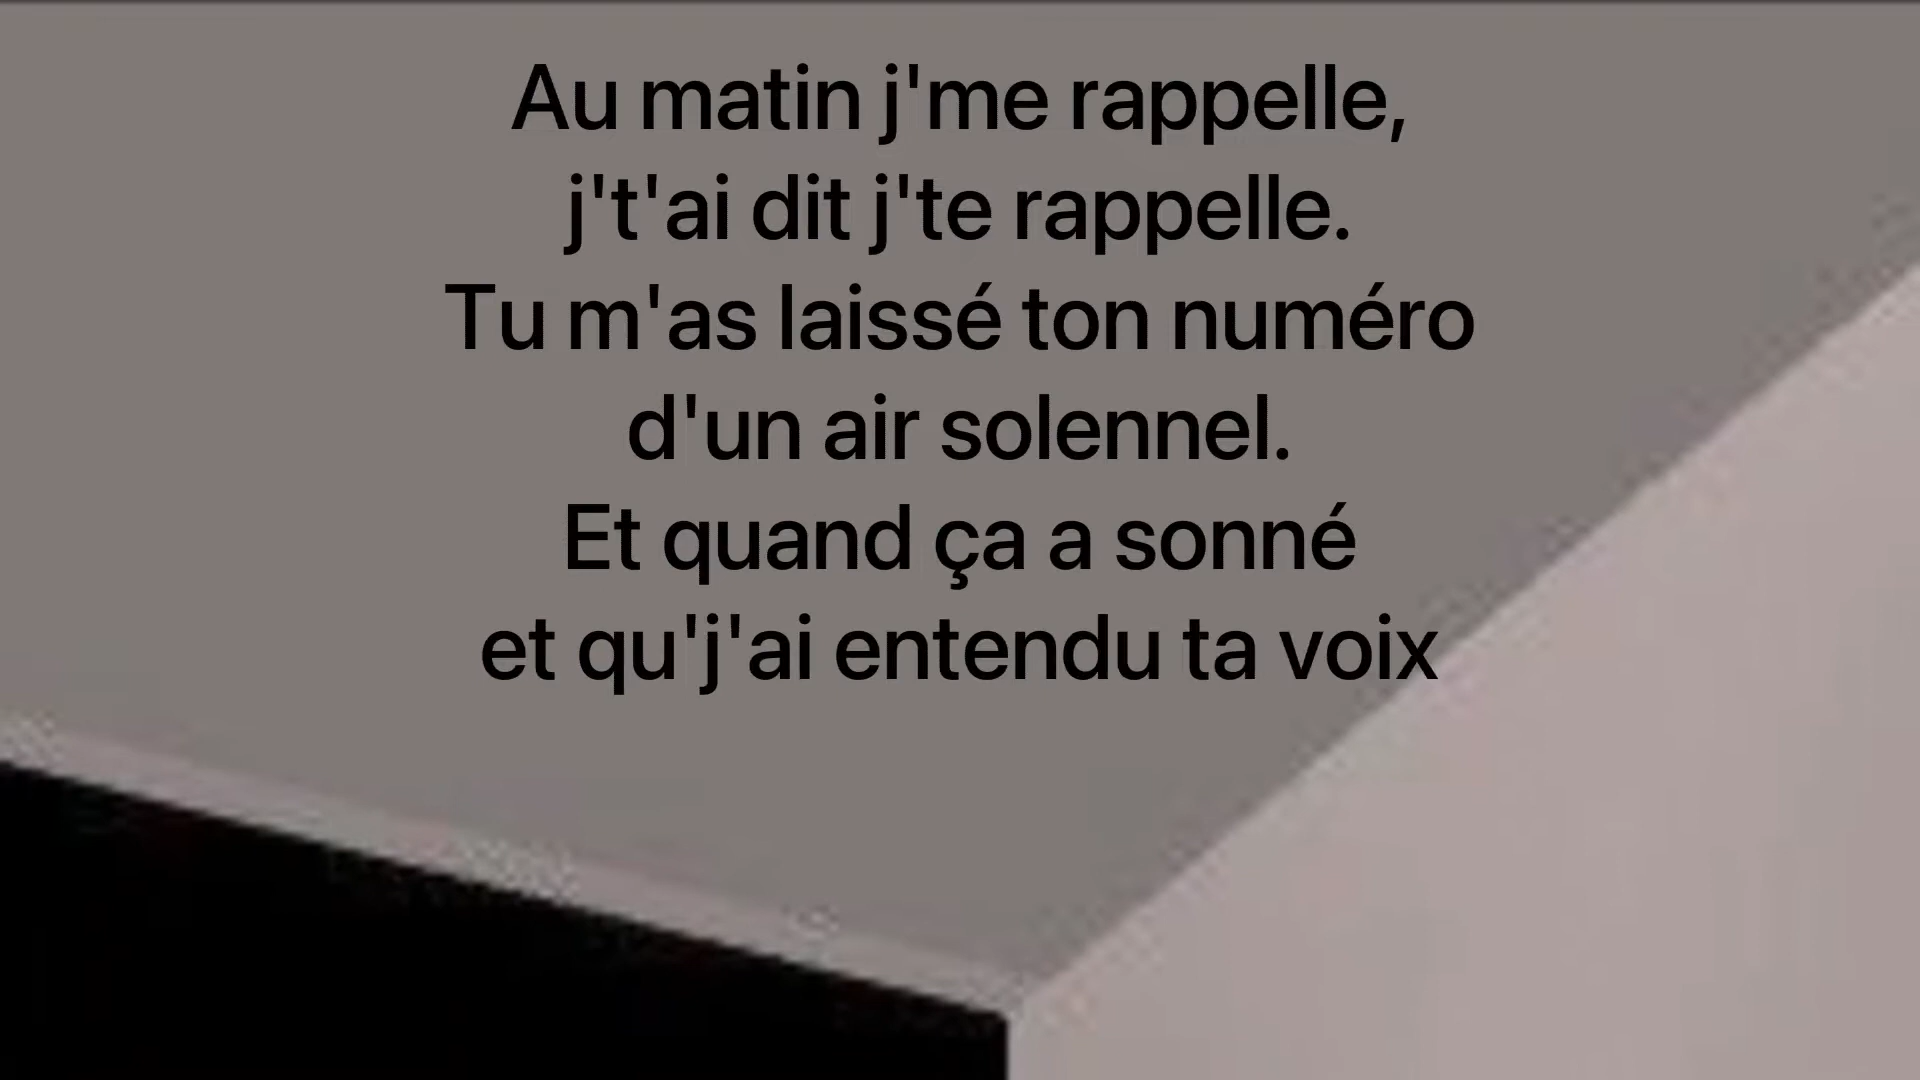 Au matin j'me rappelle,
j't'ai dit j'te rappelle.
Tu m'as laissé ton numéro
d'un air solennel.
Et quand ça a sonné
et qu'j'ai entendu ta voix